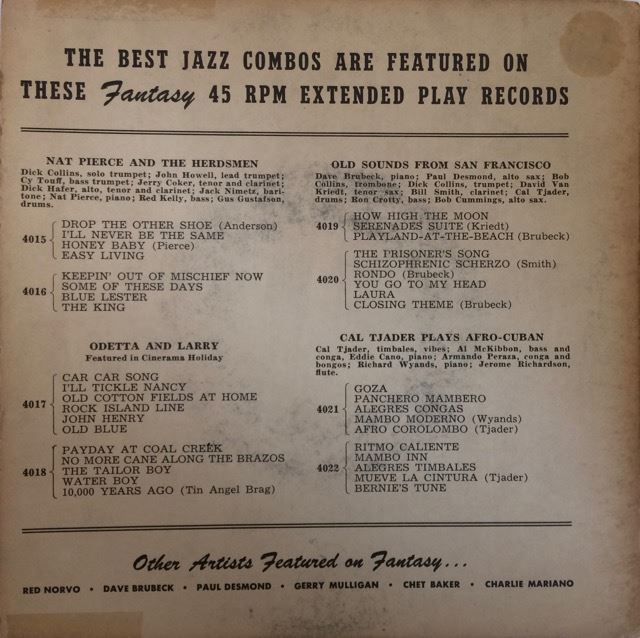 THE BEST JAZZ COMBOS ARE FEATURED ON
THESE Fantasy 45 RPM EXTENDED PLAY RECORDS
NAT PIERCE AND THE HERDSMEN
Dick Collins, solo trumpet; John Howell, lead trumpet;
Cy Touff, bass trumpet; Jerry Coker, tenor and clarinet;
Dick Hafer, alto, tenor and clarinet; Jack Nimetz, bari-
tone; Nat Pierce, piano; Red Kelly, bass; Gus Gustafson,
drums.
4015
DROP THE OTHER SHOE (Anderson)
I'LL NEVER BE THE SAME
HONEY BABY (Pierce)
EASY LIVING
4016
KEEPIN' OUT OF MISCHIEF NOW
SOME OF THESE DAYS
BLUE LESTER
THE KING
ODETTA AND LARRY
Featured in Cinerama Holiday
4017
CAR CAR SONG
I'LL TICKLE NANCY
OLD COTTON FIELDS AT HOME
ROCK ISLAND LINE
JOHN HENRY
OLD BLUE
4018
PAYDAY AT COAL CREEK
NO MORE CANE ALONG THE BRAZOS
THE TAILOR BOY
WATER BOY
10,000 YEARS AGO (Tin Angel Brag)
OLD SOUNDS FROM SAN FRANCISCO
Dave Brubeck, piano; Paul Desmond, alto sax; Bob
Collins, trombone; Dick Collins, trumpet; David Van
Kriedt, tenor sax; Bill Smith, clarinet; Cal Tjader,
drums; Ron Crotty, bass; Bob Cummings, alto sax.
4019
HOW HIGH THE MOON
SERENADES SUITE (Kriedt)
PLAYLAND-AT-THE-BEACH (Brubeck)
4020
THE PRISONER'S SONG
SCHIZOPHRENIC SCHERZO (Smith)
RONDO (Brubeck)
YOU GO TO MY HEAD
LAURA
CLOSING THEME (Brubeck)
CAL TJADER PLAYS AFRO-CUBAN
Cal Tjader, timbales, vibes; Al McKibbon, bass and
conga, Eddie Cano, piano; Armando Peraza, conga and
bongos; Richard Wyands, piano; Jerome Richardson,
flute.
4021
GOZA
PANCHERO MAMBERO
ALEGRES CONGAS
MAMBO MODERNO (Wyands)
AFRO COROLOMBO (Tjader)
4022
RITMO CALIENTE
MAMBO INN
ALEGRES TIMBALES
MUEVE LA CINTURA (Tjader)
BERNIE'S TUNE
Other Artists Featured on Fantasy...
RED NORVO • DAVE BRUBECK • PAUL DESMOND • GERRY MULLIGAN • CHET BAKER • CHARLIE MARIANO